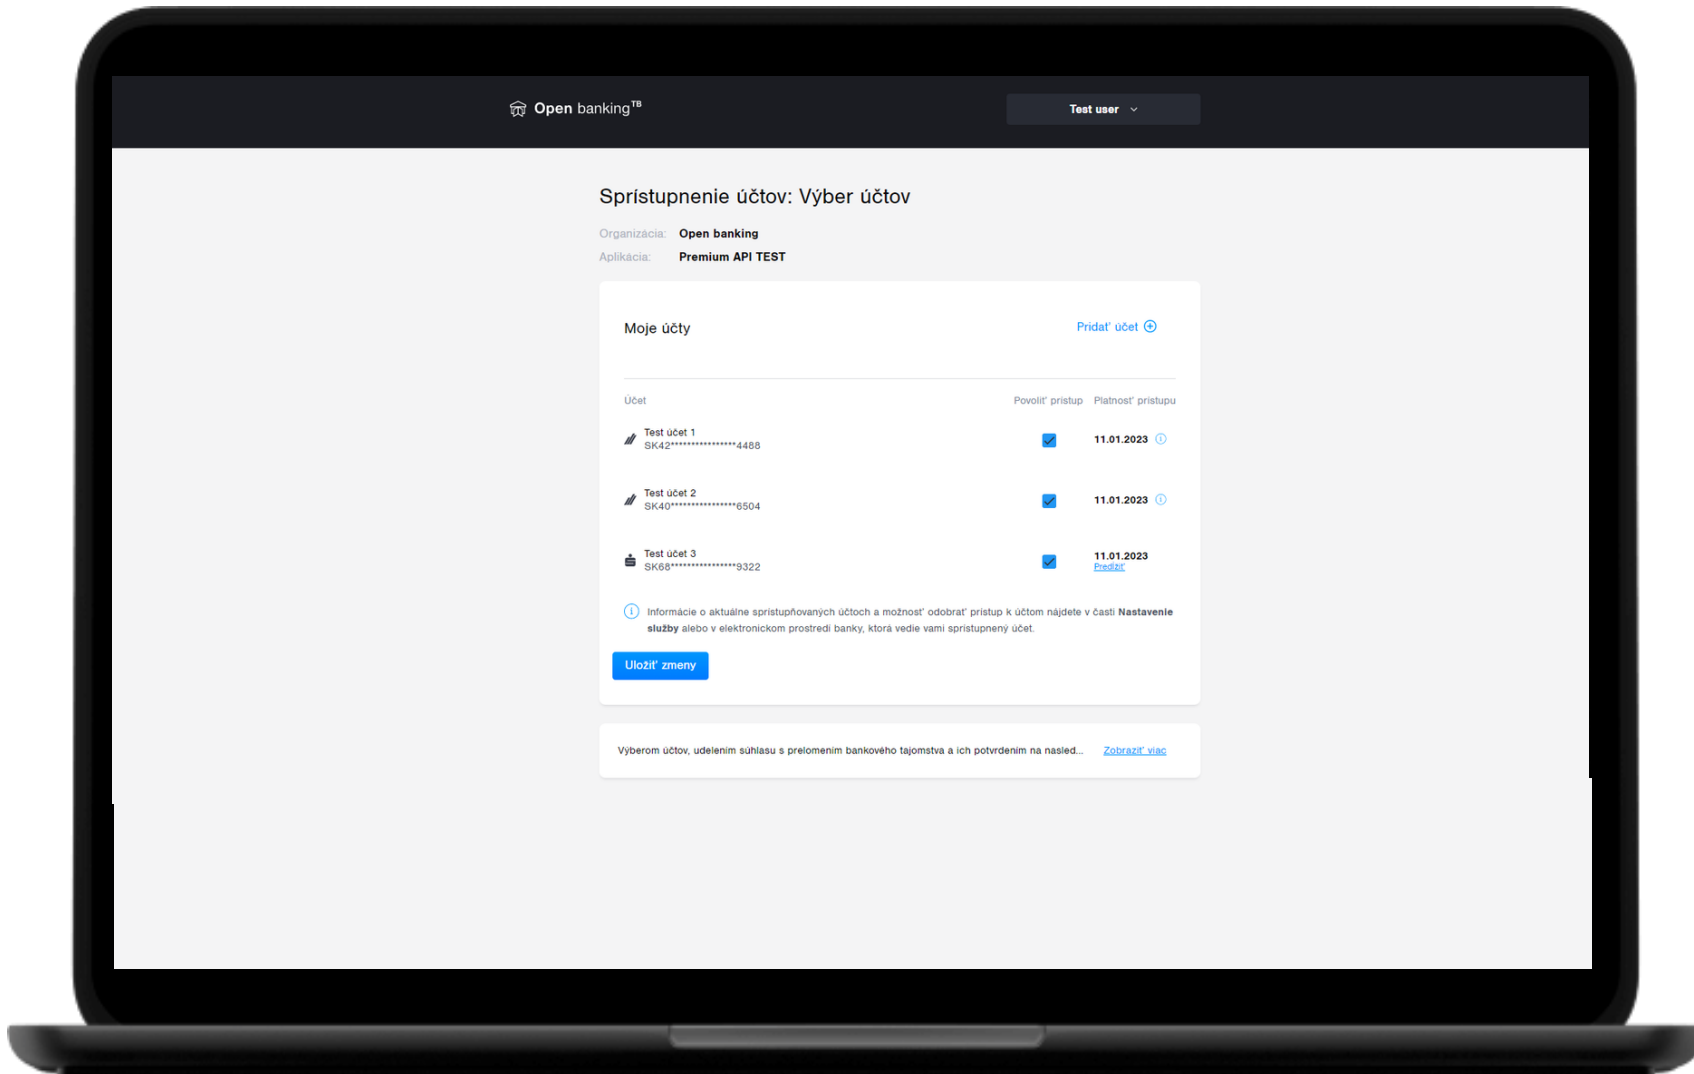 Open banking TB
Test user
Sprístupnenie účtov: Výber účtov
Organizácia: Open banking
Aplikácia: Premium API TEST
Moje účty
Pridať účet
Účet Povoliť prístup Platnosť prístupu
Test účet 1
SK42****************4488
11.01.2023
Test účet 2
SK40****************6504
11.01.2023
Test účet 3
SK68****************9322
11.01.2023
Predĺžiť
Informácie o aktuálne sprístupňovaných účtoch a možnosť odobrať prístup k účtom nájdete v časti Nastavenie
služby alebo v elektronickom prostredí banky, ktorá vedie vami sprístupnený účet.
Uložiť zmeny
Výberom účtov, udelením súhlasu s prelomením bankového tajomstva a ich potvrdením na nasled... Zobraziť viac